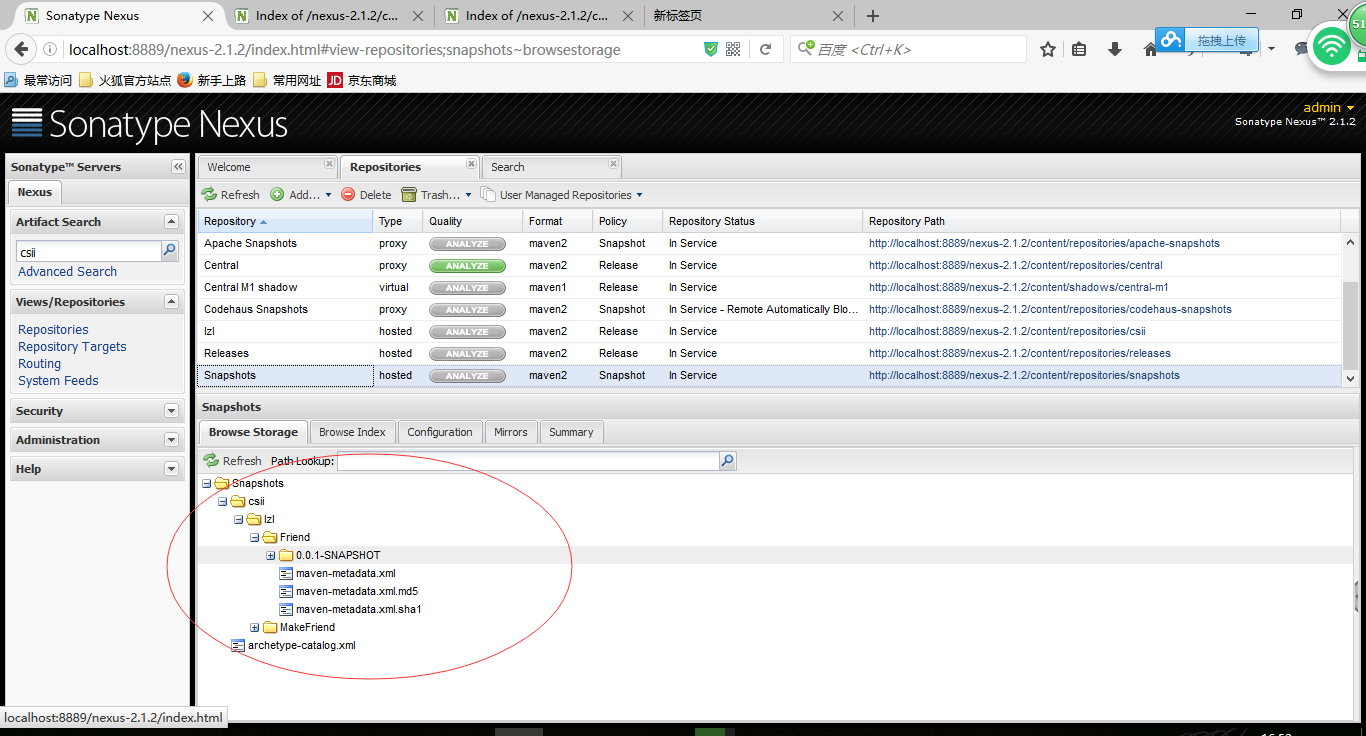 Sonatype Nexus
Index of /nexus-2.1.2/c...
Index of /nexus-2.1.2/c...
新标签页
localhost:8889/nexus-2.1.2/index.html#view-repositories;snapshots~browsestorage
百度 <Ctrl+K>
拖拽上传
51
最常访问 火狐官方站点 新手上路 常用网址 JD 京东商城
Sonatype Nexus
admin
Sonatype Nexus™ 2.1.2
Sonatype™ Servers
Nexus
Artifact Search
csii
Advanced Search
Views/Repositories
Repositories
Repository Targets
Routing
System Feeds
Security
Administration
Help
Welcome Repositories Search
Refresh Add... Delete Trash... User Managed Repositories
Repository Type Quality Format Policy Repository Status Repository Path
Apache Snapshots proxy ANALYZE maven2 Snapshot In Service http://localhost:8889/nexus-2.1.2/content/repositories/apache-snapshots
Central proxy ANALYZE maven2 Release In Service http://localhost:8889/nexus-2.1.2/content/repositories/central
Central M1 shadow virtual ANALYZE maven1 Release In Service http://localhost:8889/nexus-2.1.2/content/shadows/central-m1
Codehaus Snapshots proxy ANALYZE maven2 Snapshot In Service - Remote Automatically Blo... http://localhost:8889/nexus-2.1.2/content/repositories/codehaus-snapshots
lzl hosted ANALYZE maven2 Release In Service http://localhost:8889/nexus-2.1.2/content/repositories/csii
Releases hosted ANALYZE maven2 Release In Service http://localhost:8889/nexus-2.1.2/content/repositories/releases
Snapshots hosted ANALYZE maven2 Snapshot In Service http://localhost:8889/nexus-2.1.2/content/repositories/snapshots
Snapshots
Browse Storage Browse Index Configuration Mirrors Summary
Refresh Path Lookup:
Snapshots
csii
lzl
Friend
0.0.1-SNAPSHOT
maven-metadata.xml
maven-metadata.xml.md5
maven-metadata.xml.sha1
MakeFriend
archetype-catalog.xml
localhost:8889/nexus-2.1.2/index.html